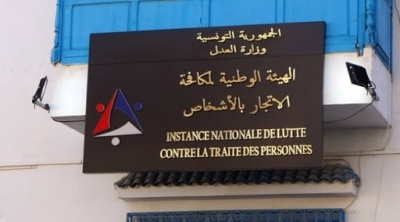 الجمهورية التونسية
وزارة العدل
الهيئة الوطنية لمكافحة
الاتجار بالأشخاص
INSTANCE NATIONALE DE LUTTE
CONTRE LA TRAITE DES PERSONNES